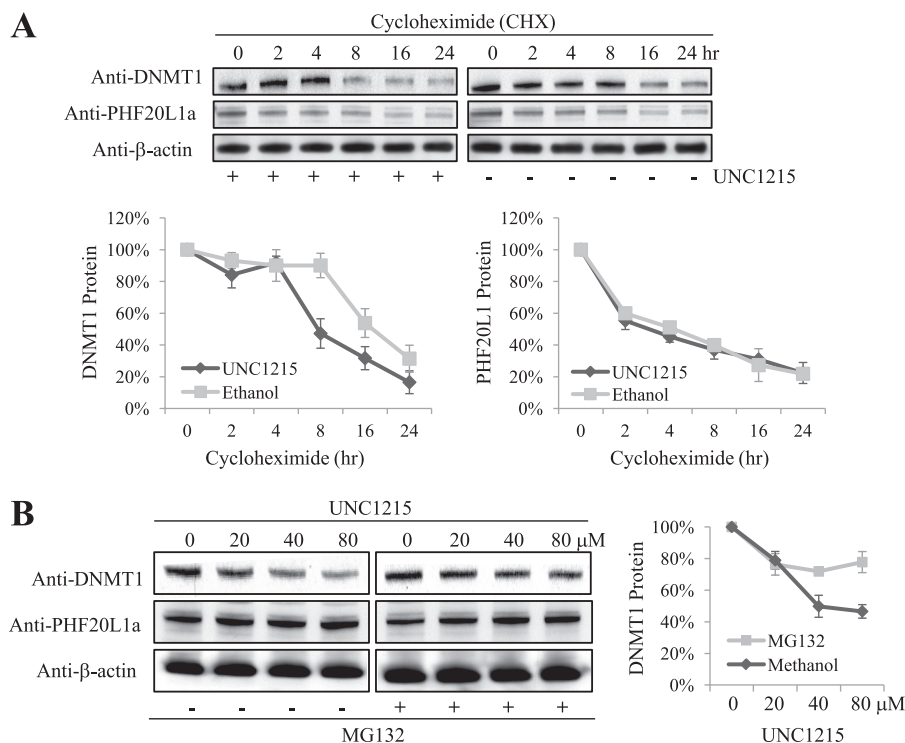 A
Cycloheximide (CHX)
0 2 4 8 16 24 0 2 4 8 16 24 hr
Anti-DNMT1
Anti-PHF20L1a
Anti-β-actin
+ + + + + + - - - - - - UNC1215
120%
100%
80%
60%
40%
20%
0%
DNMT1 Protein
UNC1215
Ethanol
0 2 4 8 16 24
Cycloheximide (hr)
120%
100%
80%
60%
40%
20%
0%
PHF20L1 Protein
UNC1215
Ethanol
0 2 4 8 16 24
Cycloheximide (hr)
B
UNC1215
0 20 40 80 0 20 40 80 μM
Anti-DNMT1
Anti-PHF20L1a
Anti-β-actin
- - - - + + + +
MG132
100%
80%
60%
40%
20%
0%
DNMT1 Protein
MG132
Methanol
0 20 40 80 μM
UNC1215